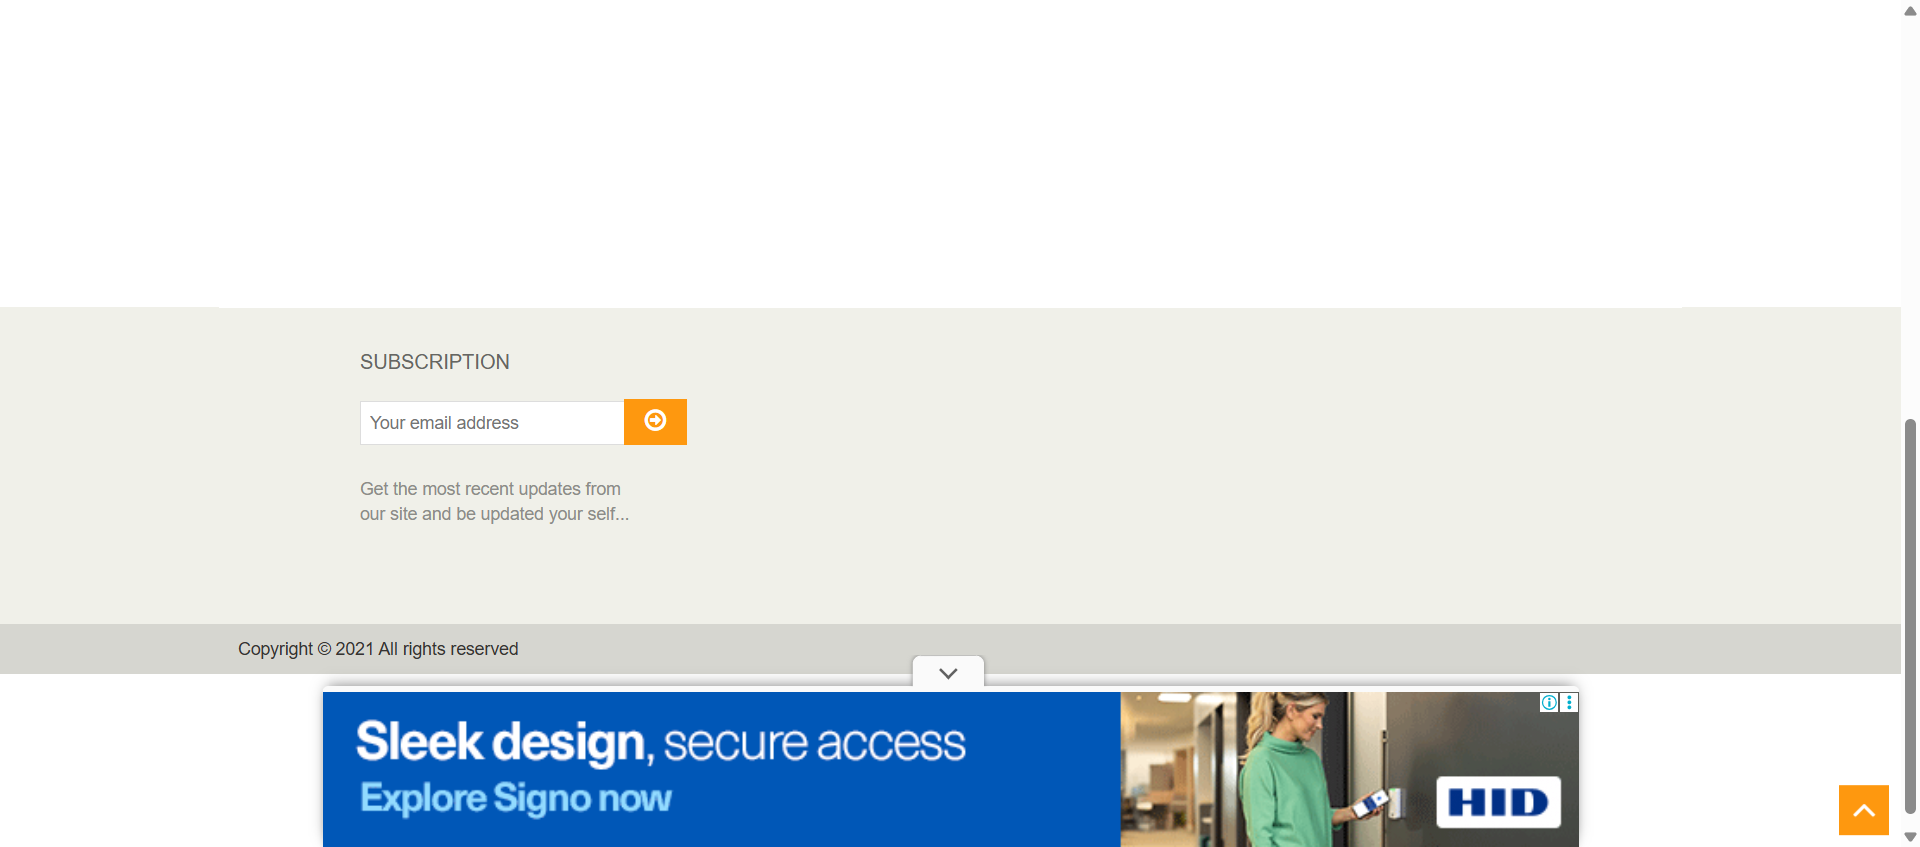 SUBSCRIPTION
Your email address
Get the most recent updates from
our site and be updated your self...
Copyright © 2021 All rights reserved
Sleek design, secure access
Explore Signo now
HID